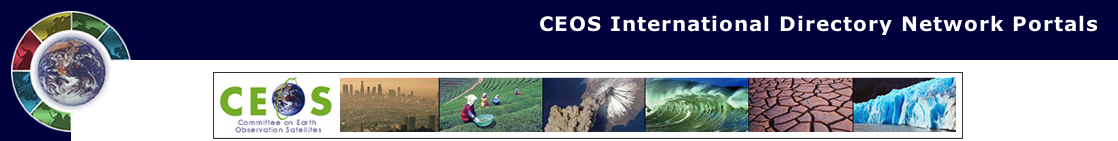 CEOS International Directory Network Portals
CEOS
Committee on Earth
Observation Satellites